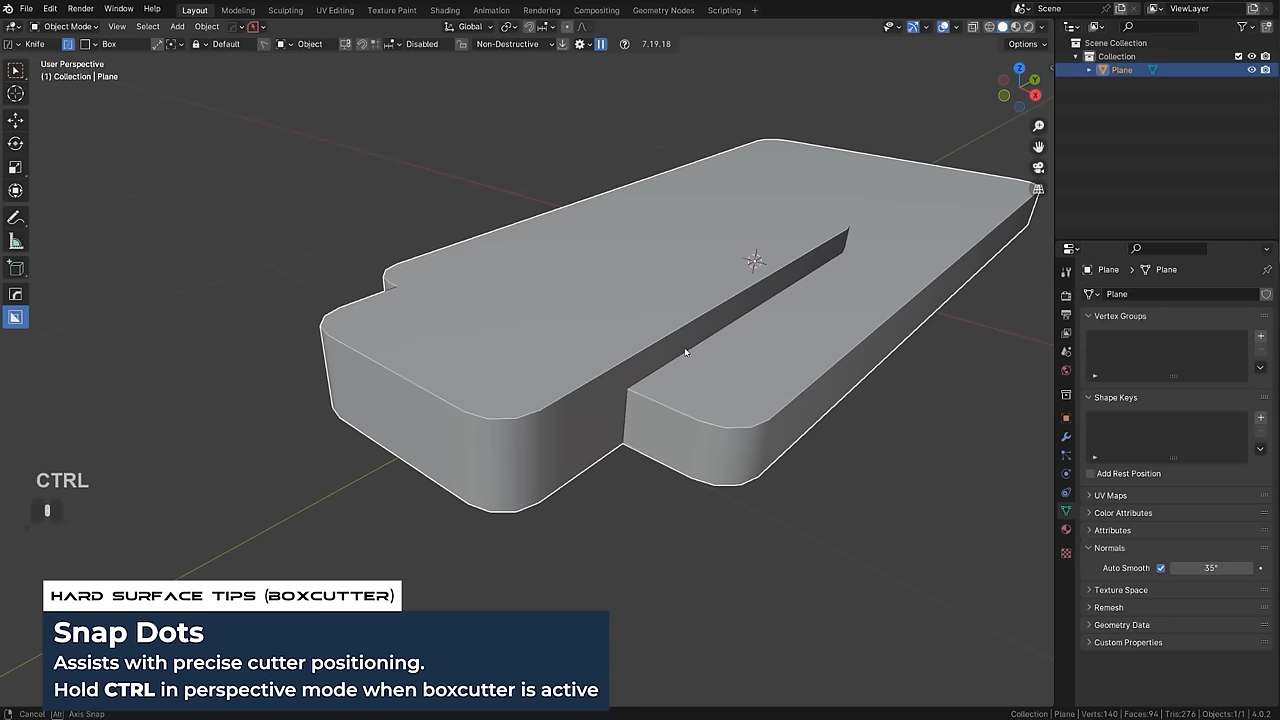 File Edit Render Window Help Layout Modeling Sculpting UV Editing Texture Paint Shading Animation Rendering Compositing Geometry Nodes Scripting + Scene ViewLayer
Object Mode View Select Add Object Global
Knife Box Default Object Disabled Non-Destructive 7.19.18 Options
User Perspective
(1) Collection | Plane
Z
Y
X
Scene Collection
Collection
Plane
Plane > Plane
Plane
Vertex Groups
Shape Keys
Add Rest Position
UV Maps
Color Attributes
Attributes
Normals
Auto Smooth 35°
Texture Space
Remesh
Geometry Data
Custom Properties
CTRL
HARD SURFACE TIPS (BOXCUTTER)
Snap Dots
Assists with precise cutter positioning.
Hold CTRL in perspective mode when boxcutter is active
Cancel Alt Axis Snap Collection | Plane | Verts:140 | Faces:94 | Tris:276 | Objects:1/1 | 4.0.2